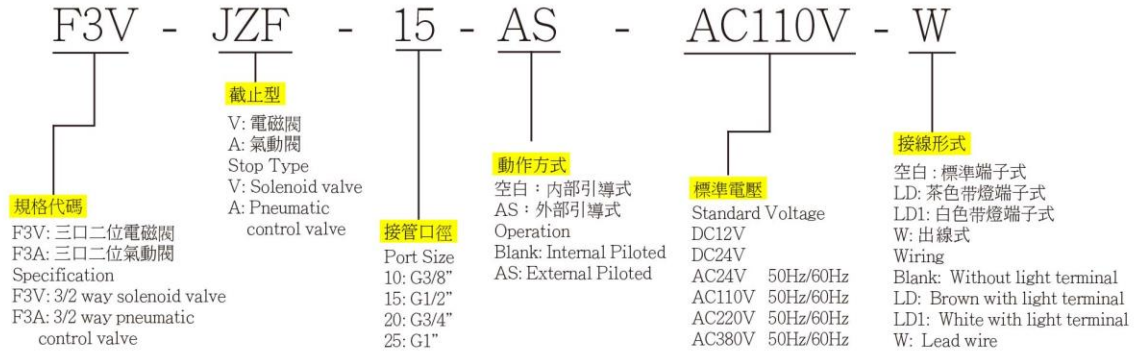 F3V - JZF - 15 - AS - AC110V - W
規格代碼
F3V: 三口二位電磁閥
F3A: 三口二位氣動閥
Specification
F3V: 3/2 way solenoid valve
F3A: 3/2 way pneumatic
control valve
截止型
V: 電磁閥
A: 氣動閥
Stop Type
V: Solenoid valve
A: Pneumatic
control valve
接管口徑
Port Size
10: G3/8”
15: G1/2”
20: G3/4”
25: G1”
動作方式
空白：內部引導式
AS：外部引導式
Operation
Blank: Internal Piloted
AS: External Piloted
標準電壓
Standard Voltage
DC12V
DC24V
AC24V 50Hz/60Hz
AC110V 50Hz/60Hz
AC220V 50Hz/60Hz
AC380V 50Hz/60Hz
接線形式
空白 : 標準端子式
LD: 茶色帶燈端子式
LD1: 白色帶燈端子式
W: 出線式
Wiring
Blank: Without light terminal
LD: Brown with light terminal
LD1: White with light terminal
W: Lead wire